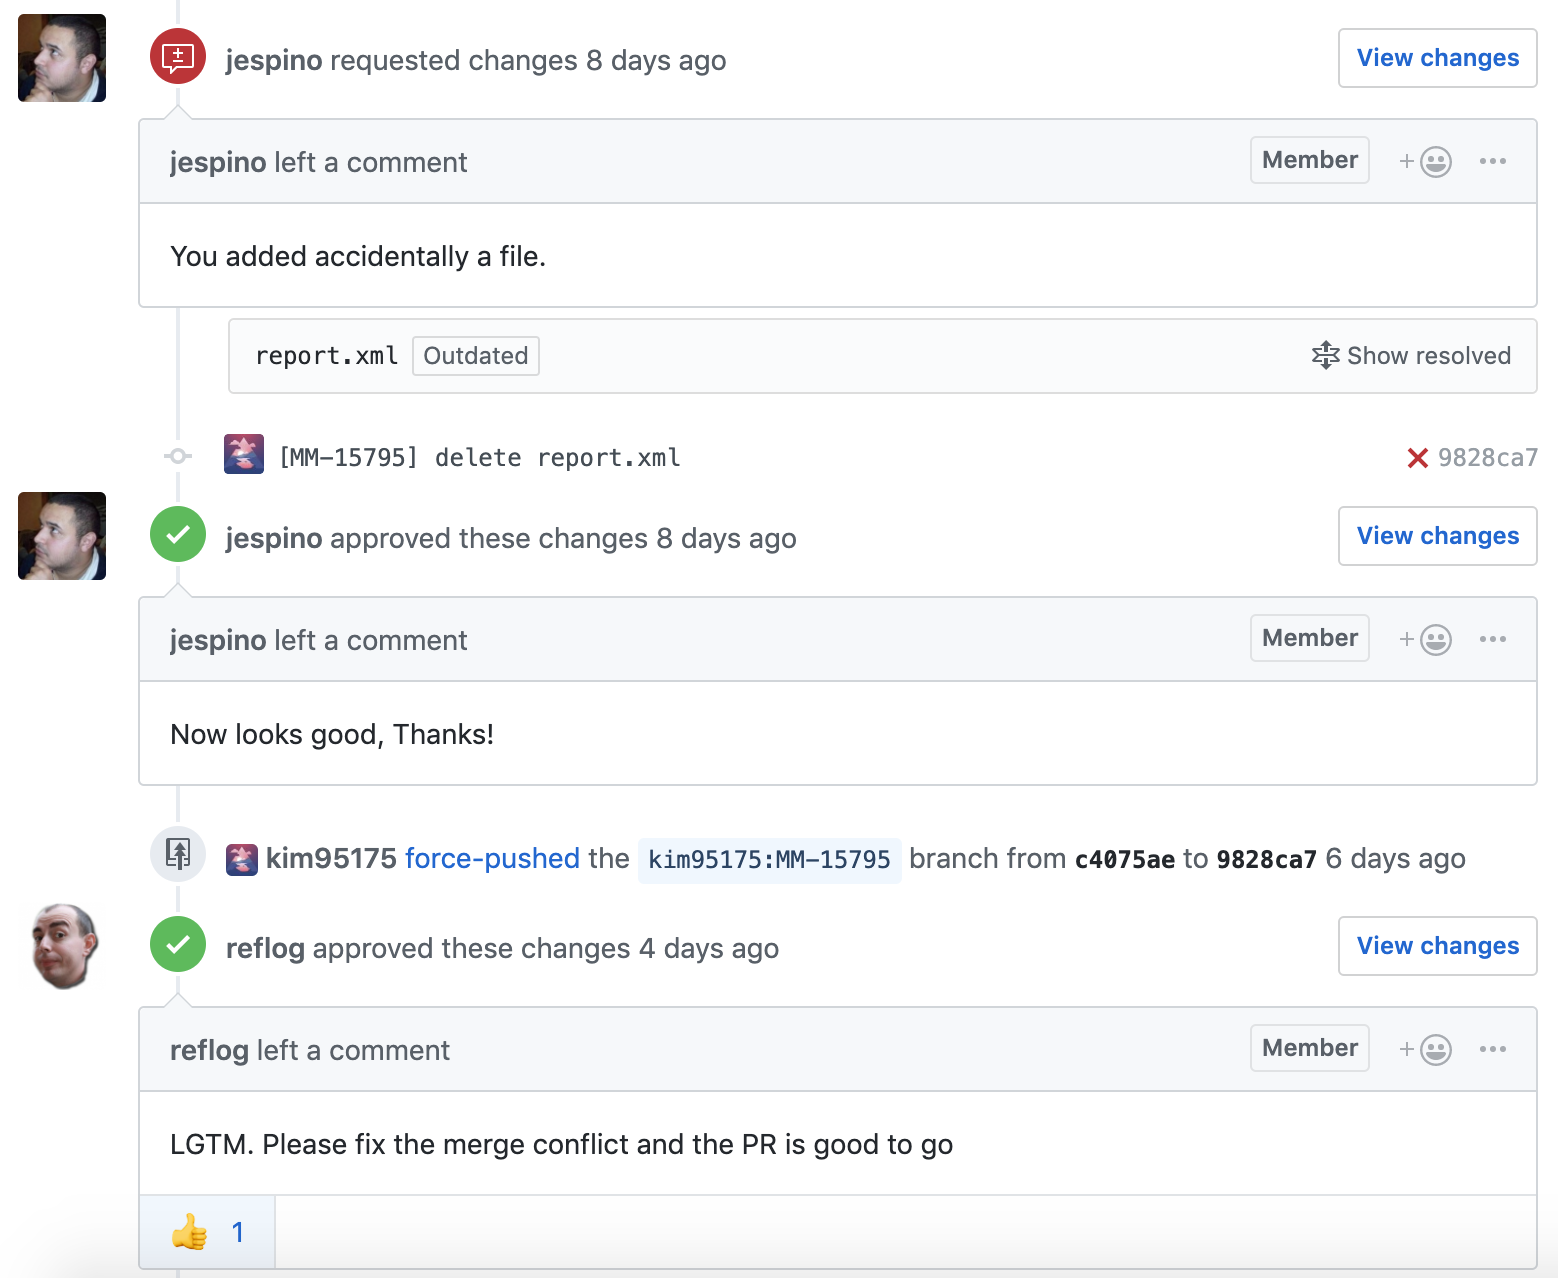 jespino requested changes 8 days ago
View changes
jespino left a comment
Member
You added accidentally a file.
report.xml Outdated
Show resolved
[MM-15795] delete report.xml
9828ca7
jespino approved these changes 8 days ago
View changes
jespino left a comment
Member
Now looks good, Thanks!
kim95175 force-pushed the kim95175:MM-15795 branch from c4075ae to 9828ca7 6 days ago
reflog approved these changes 4 days ago
View changes
reflog left a comment
Member
LGTM. Please fix the merge conflict and the PR is good to go
👍 1